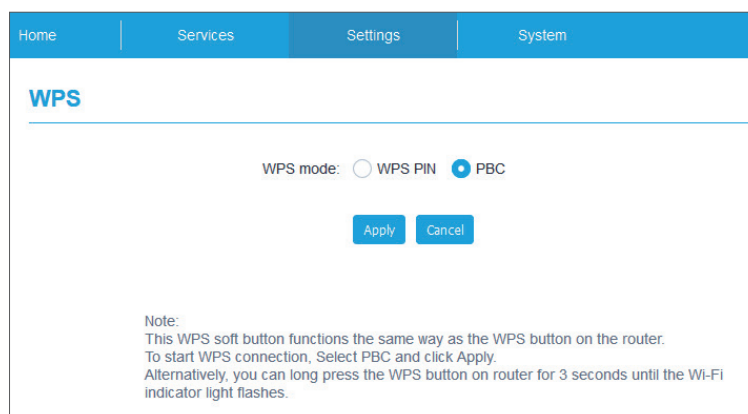 Home Services Settings System
WPS
WPS mode: WPS PIN PBC
Apply Cancel
Note:
This WPS soft button functions the same way as the WPS button on the router.
To start WPS connection, Select PBC and click Apply.
Alternatively, you can long press the WPS button on router for 3 seconds until the Wi-Fi
indicator light flashes.